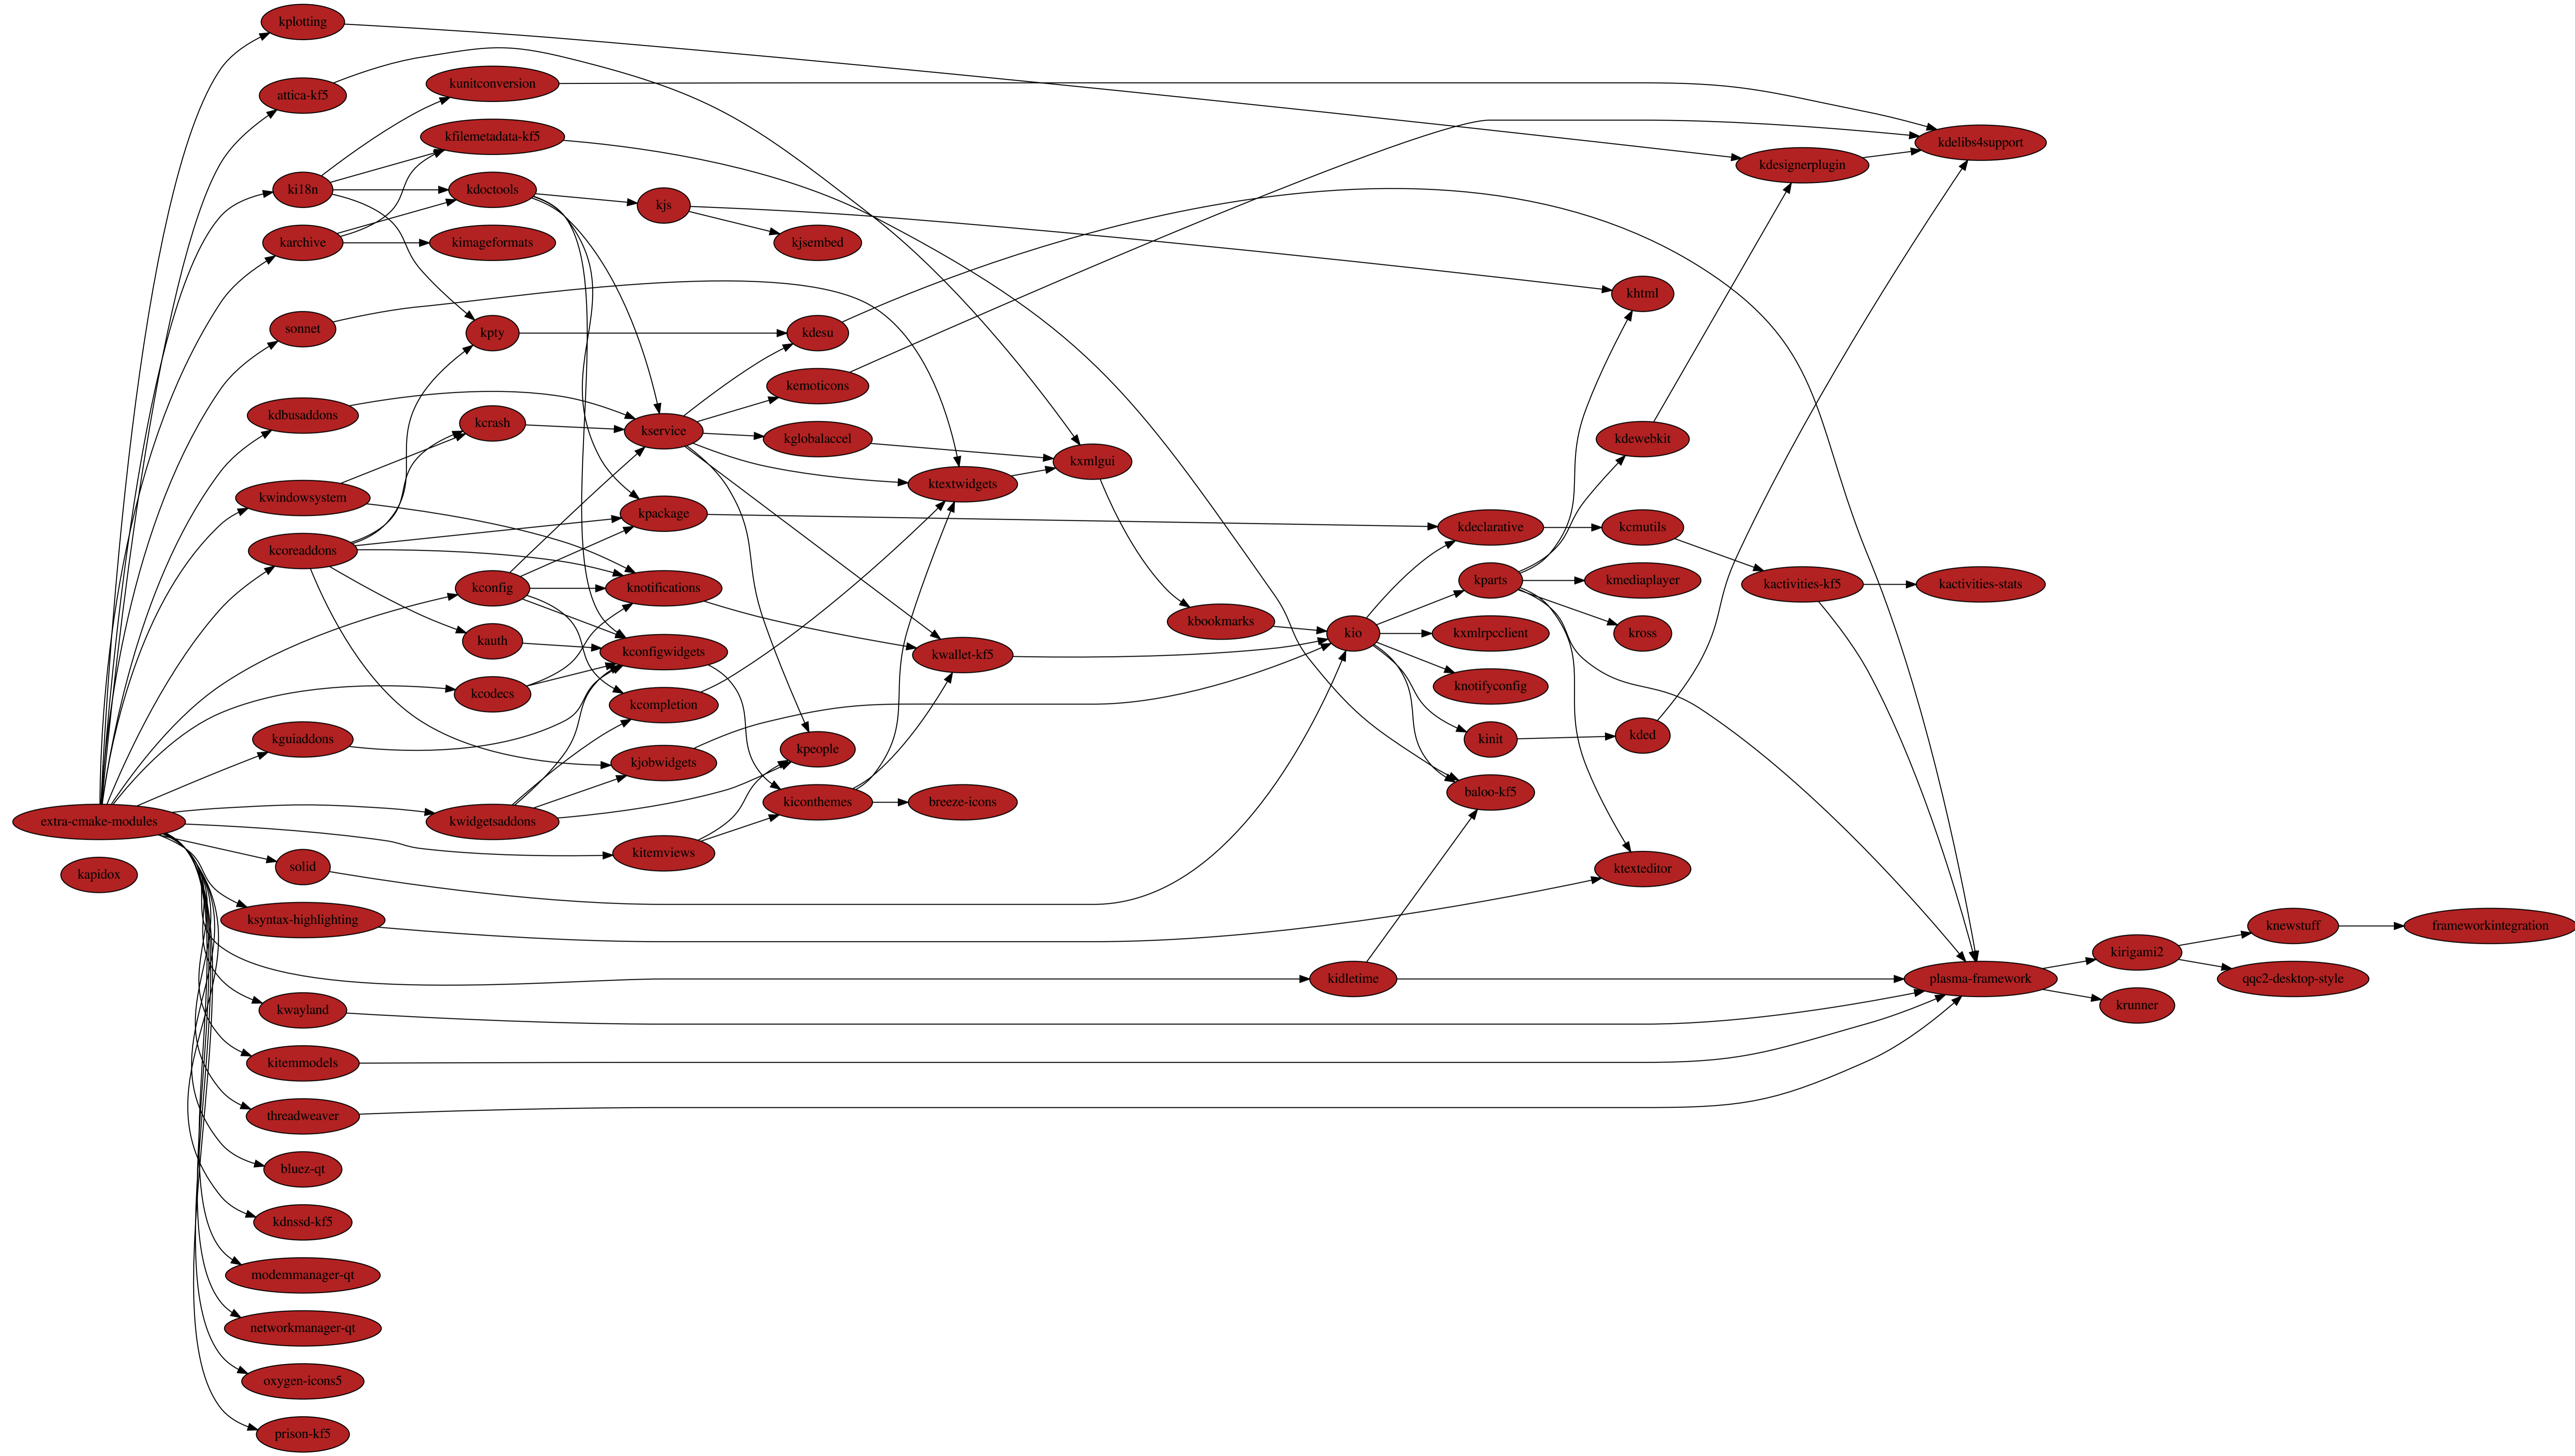 kplotting
attica-kf5
kunitconversion
kfilemetadata-kf5
kdelibs4support
kdesignerplugin
ki18n
kdoctools
kjs
karchive
kimageformats
kjsembed
khtml
sonnet
kpty
kdesu
kemoticons
kdbusaddons
kcrash
kservice
kglobalaccel
kdewebkit
kxmlgui
ktextwidgets
kwindowsystem
kpackage
kdeclarative
kcmutils
kcoreaddons
kconfig
knotifications
kparts
kmediaplayer
kactivities-kf5
kactivities-stats
kbookmarks
kio
kxmlrpcclient
kross
kauth
kconfigwidgets
kwallet-kf5
kcodecs
knotifyconfig
kcompletion
kguiaddons
kpeople
kinit
kded
kjobwidgets
kiconthemes
breeze-icons
baloo-kf5
extra-cmake-modules
kwidgetsaddons
kitemviews
solid
ktexteditor
kapidox
ksyntax-highlighting
knewstuff
frameworkintegration
kirigami2
kidletime
plasma-framework
qqc2-desktop-style
kwayland
krunner
kitemmodels
threadweaver
bluez-qt
kdnssd-kf5
modemmanager-qt
networkmanager-qt
oxygen-icons5
prison-kf5